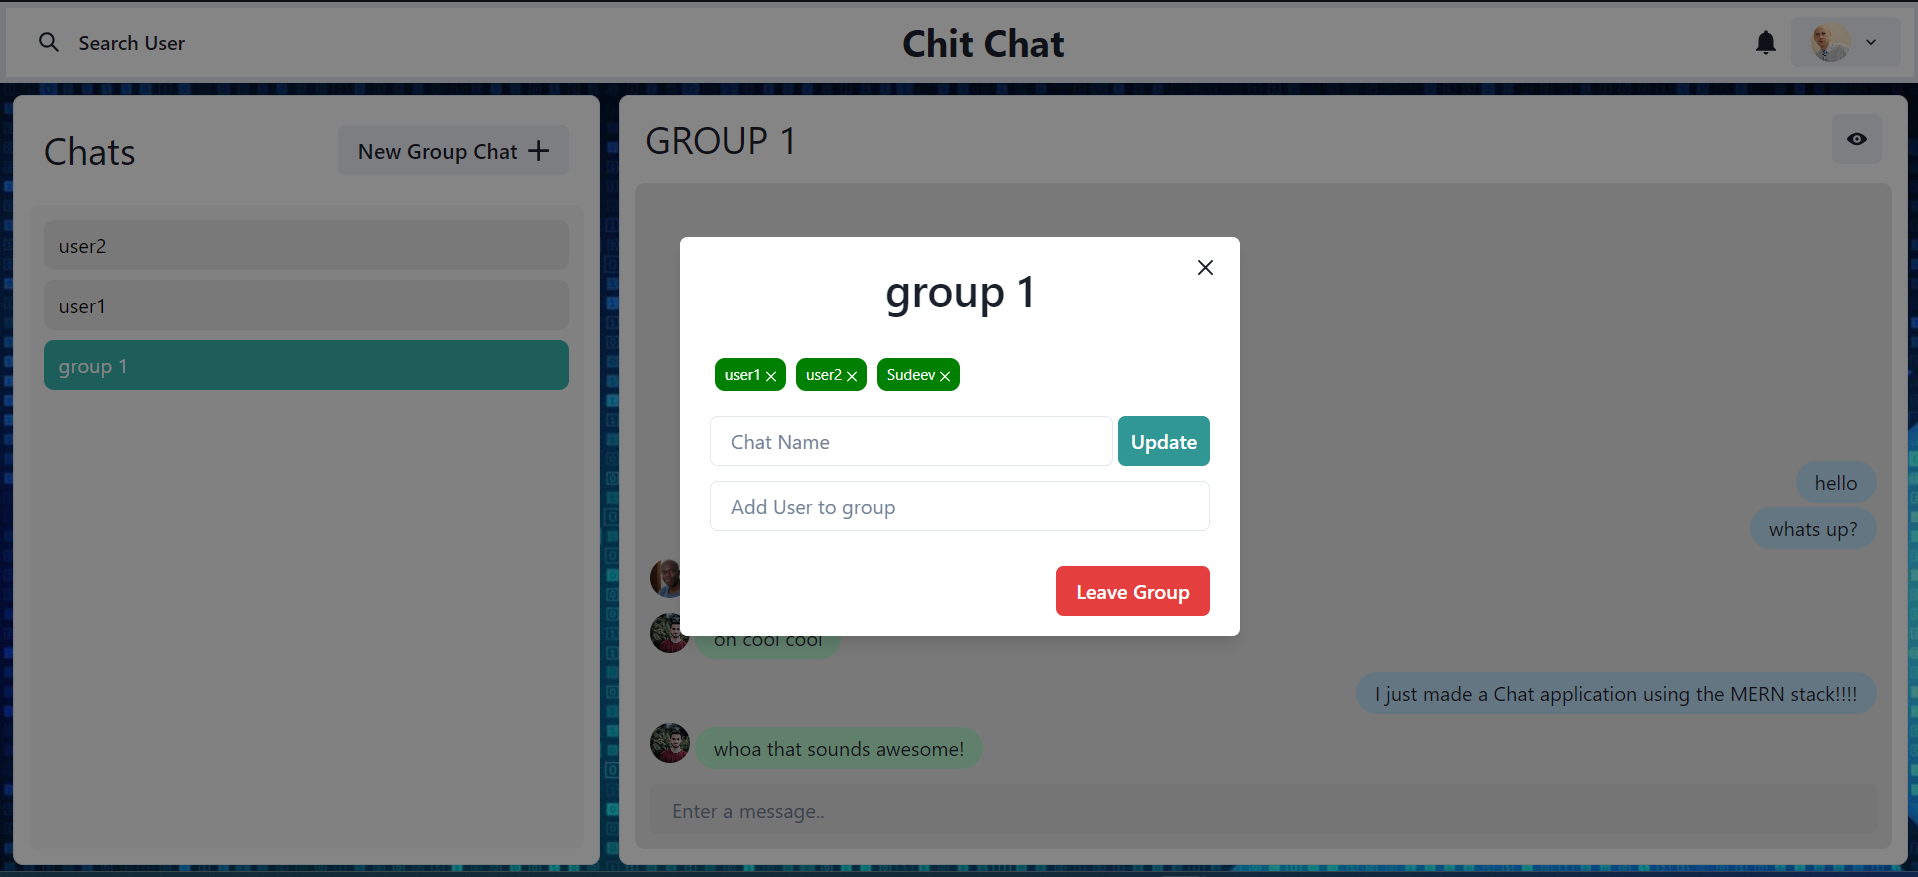 Search User
Chit Chat
Chats
New Group Chat
user2
user1
group 1
GROUP 1
group 1
user1
user2
Sudeev
Chat Name
Update
Add User to group
Leave Group
hello
whats up?
oh cool cool
I just made a Chat application using the MERN stack!!!!
whoa that sounds awesome!
Enter a message..